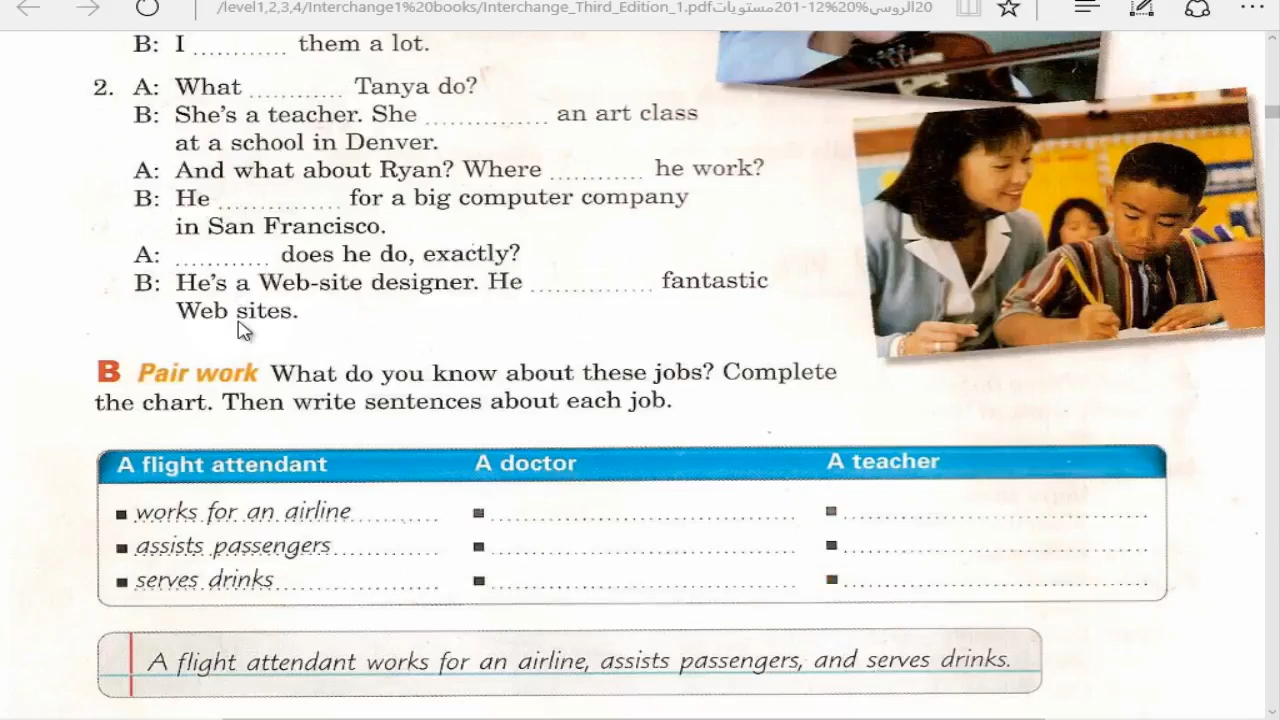 /level1,2,3,4/Interchange1%20books/Interchange_Third_Edition_1.pdfمستويات201-12%20%الروسي20
B: I ............ them a lot.
2. A: What ............ Tanya do?
B: She's a teacher. She ............ an art class
at a school in Denver.
A: And what about Ryan? Where ............ he work?
B: He ............ for a big computer company
in San Francisco.
A: ............ does he do, exactly?
B: He's a Web-site designer. He ............ fantastic
Web sites.
B Pair work What do you know about these jobs? Complete
the chart. Then write sentences about each job.
A flight attendant A doctor A teacher
works for an airline
assists passengers
serves drinks
A flight attendant works for an airline, assists passengers, and serves drinks.